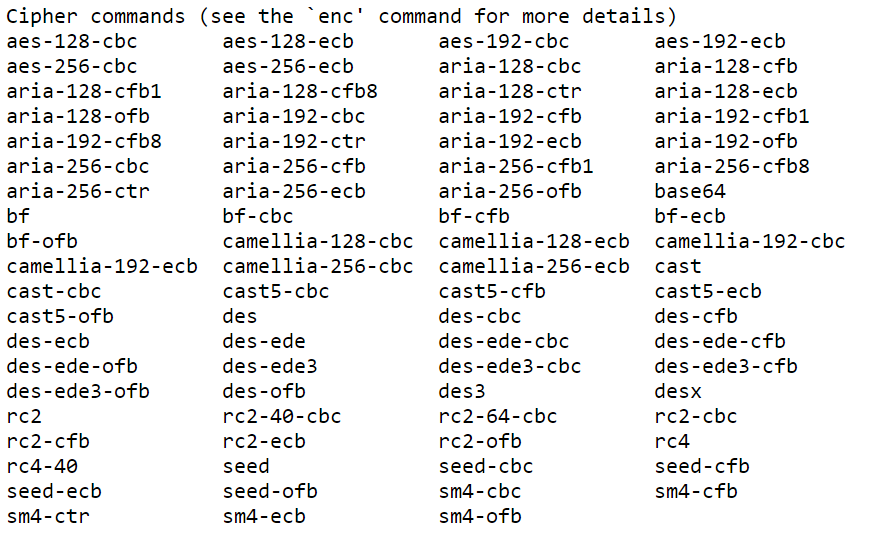 Cipher commands (see the `enc' command for more details)
aes-128-cbc       aes-128-ecb       aes-192-cbc       aes-192-ecb
aes-256-cbc       aes-256-ecb       aria-128-cbc      aria-128-cfb
aria-128-cfb1     aria-128-cfb8     aria-128-ctr      aria-128-ecb
aria-128-ofb      aria-192-cbc      aria-192-cfb      aria-192-cfb1
aria-192-cfb8     aria-192-ctr      aria-192-ecb      aria-192-ofb
aria-256-cbc      aria-256-cfb      aria-256-cfb1     aria-256-cfb8
aria-256-ctr      aria-256-ecb      aria-256-ofb      base64
bf                bf-cbc            bf-cfb            bf-ecb
bf-ofb            camellia-128-cbc  camellia-128-ecb  camellia-192-cbc
camellia-192-ecb  camellia-256-cbc  camellia-256-ecb  cast
cast-cbc          cast5-cbc         cast5-cfb         cast5-ecb
cast5-ofb         des               des-cbc           des-cfb
des-ecb           des-ede           des-ede-cbc       des-ede-cfb
des-ede-ofb       des-ede3          des-ede3-cbc      des-ede3-cfb
des-ede3-ofb      des-ofb           des3              desx
rc2               rc2-40-cbc        rc2-64-cbc        rc2-cbc
rc2-cfb           rc2-ecb           rc2-ofb           rc4
rc4-40            seed              seed-cbc          seed-cfb
seed-ecb          seed-ofb          sm4-cbc           sm4-cfb
sm4-ctr           sm4-ecb           sm4-ofb